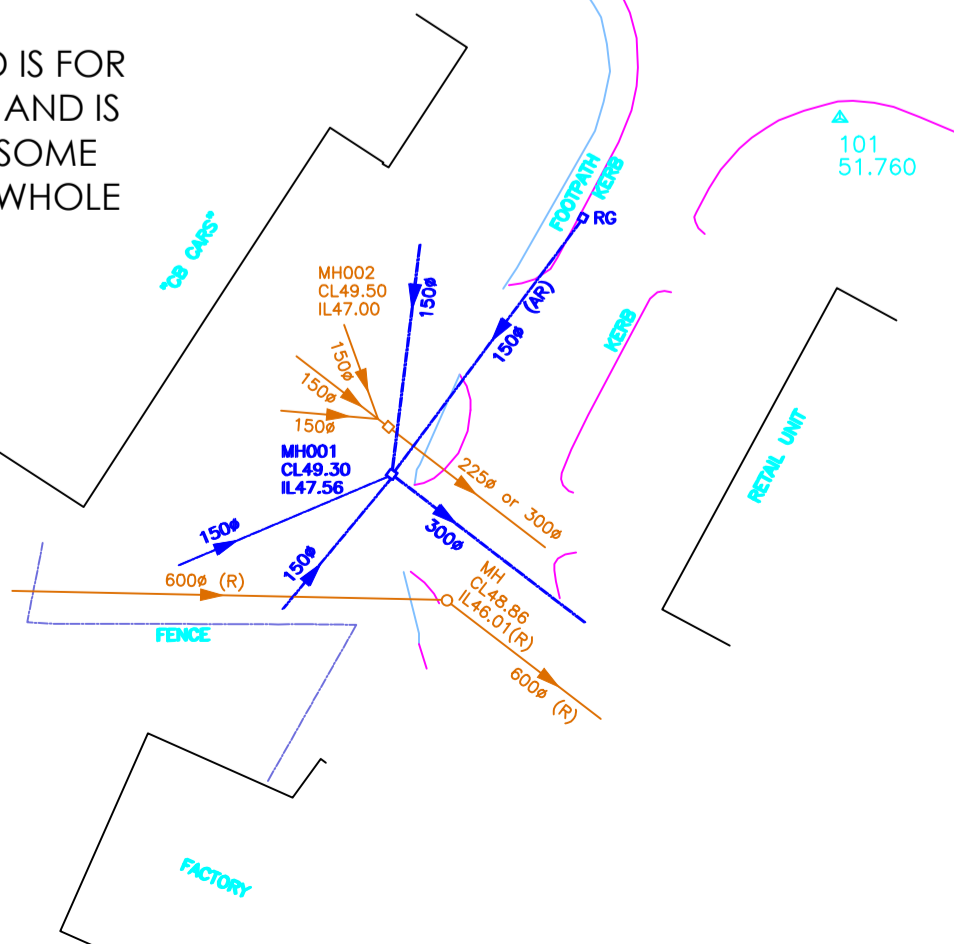 D IS FOR
AND IS
SOME
WHOLE
101
51.760
FOOTPATH
KERB
RG
"CB CARS"
MH002
CL49.50
IL47.00
150ø
150ø (AR)
KERB
150ø
150ø
150ø
MH001
CL49.30
IL47.56
225ø or 300ø
RETAIL UNIT
150ø
300ø
150ø
600ø (R)
MH
CL48.86
IL46.01(R)
FENCE
600ø (R)
FACTORY